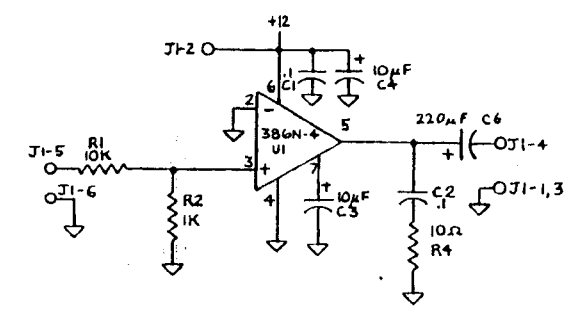 +12
J1-2
.1
C1
+
10µF
C4
6
2
-
386N-4
U1
5
220µF C6
+
J1-4
J1-5
R1
10K
3
+
7
J1-6
R2
1K
4
+
10µF
C3
C2
.1
J1-1,3
10Ω
R4